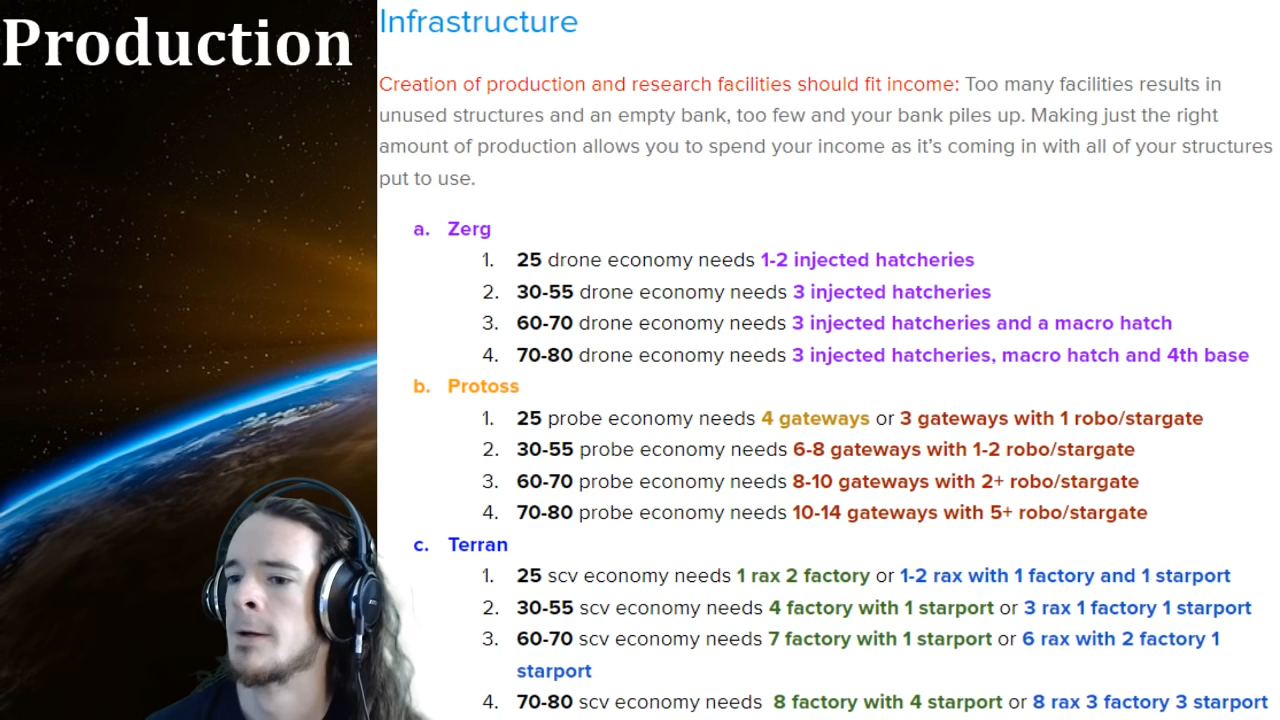 Production
Infrastructure
Creation of production and research facilities should fit income: Too many facilities results in
unused structures and an empty bank, too few and your bank piles up. Making just the right
amount of production allows you to spend your income as it's coming in with all of your structures
put to use.
a. Zerg
1. 25 drone economy needs 1-2 injected hatcheries
2. 30-55 drone economy needs 3 injected hatcheries
3. 60-70 drone economy needs 3 injected hatcheries and a macro hatch
4. 70-80 drone economy needs 3 injected hatcheries, macro hatch and 4th base
b. Protoss
1. 25 probe economy needs 4 gateways or 3 gateways with 1 robo/stargate
2. 30-55 probe economy needs 6-8 gateways with 1-2 robo/stargate
3. 60-70 probe economy needs 8-10 gateways with 2+ robo/stargate
4. 70-80 probe economy needs 10-14 gateways with 5+ robo/stargate
c. Terran
1. 25 scv economy needs 1 rax 2 factory or 1-2 rax with 1 factory and 1 starport
2. 30-55 scv economy needs 4 factory with 1 starport or 3 rax 1 factory 1 starport
3. 60-70 scv economy needs 7 factory with 1 starport or 6 rax with 2 factory 1
starport
4. 70-80 scv economy needs 8 factory with 4 starport or 8 rax 3 factory 3 starport